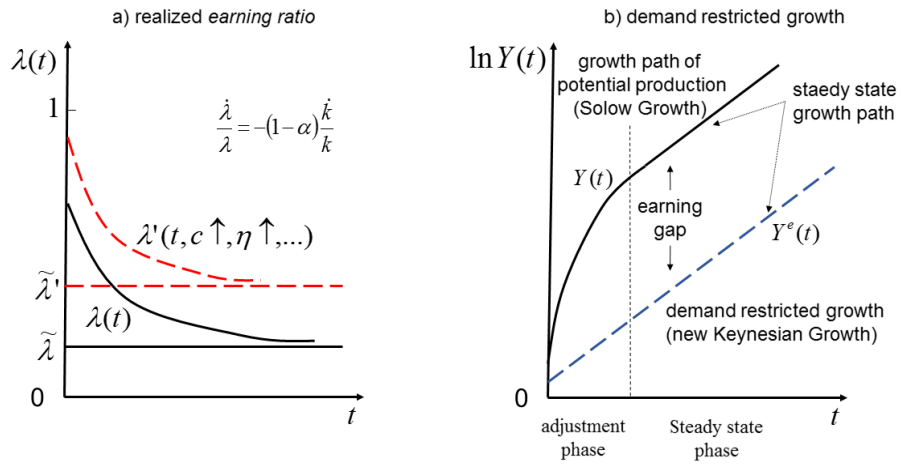 a) realized earning ratio
λ(t)
1
λ̇/λ = -(1-α) k̇/k
λ'(t, c↑, η↑,...)
λ̃'
λ(t)
λ̃
0
t
b) demand restricted growth
ln Y(t)
growth path of
potential production
(Solow Growth)
staedy state
growth path
Y(t)
earning
gap
Yᵉ(t)
demand restricted growth
(new Keynesian Growth)
0
t
adjustment
phase
Steady state
phase